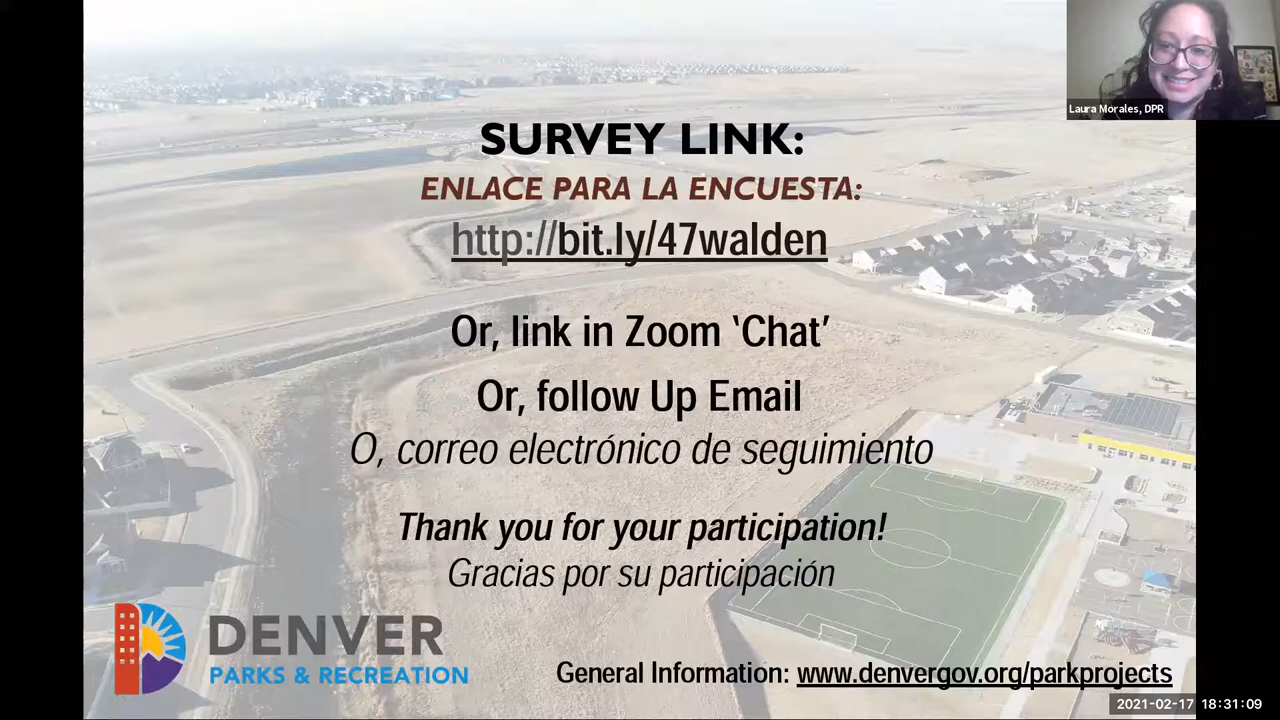 Laura Morales, DPR
SURVEY LINK:
ENLACE PARA LA ENCUESTA:
http://bit.ly/47walden
Or, link in Zoom ‘Chat’
Or, follow Up Email
O, correo electrónico de seguimiento
Thank you for your participation!
Gracias por su participación
DENVER
PARKS & RECREATION
General Information: www.denvergov.org/parkprojects
2021-02-17 18:31:09